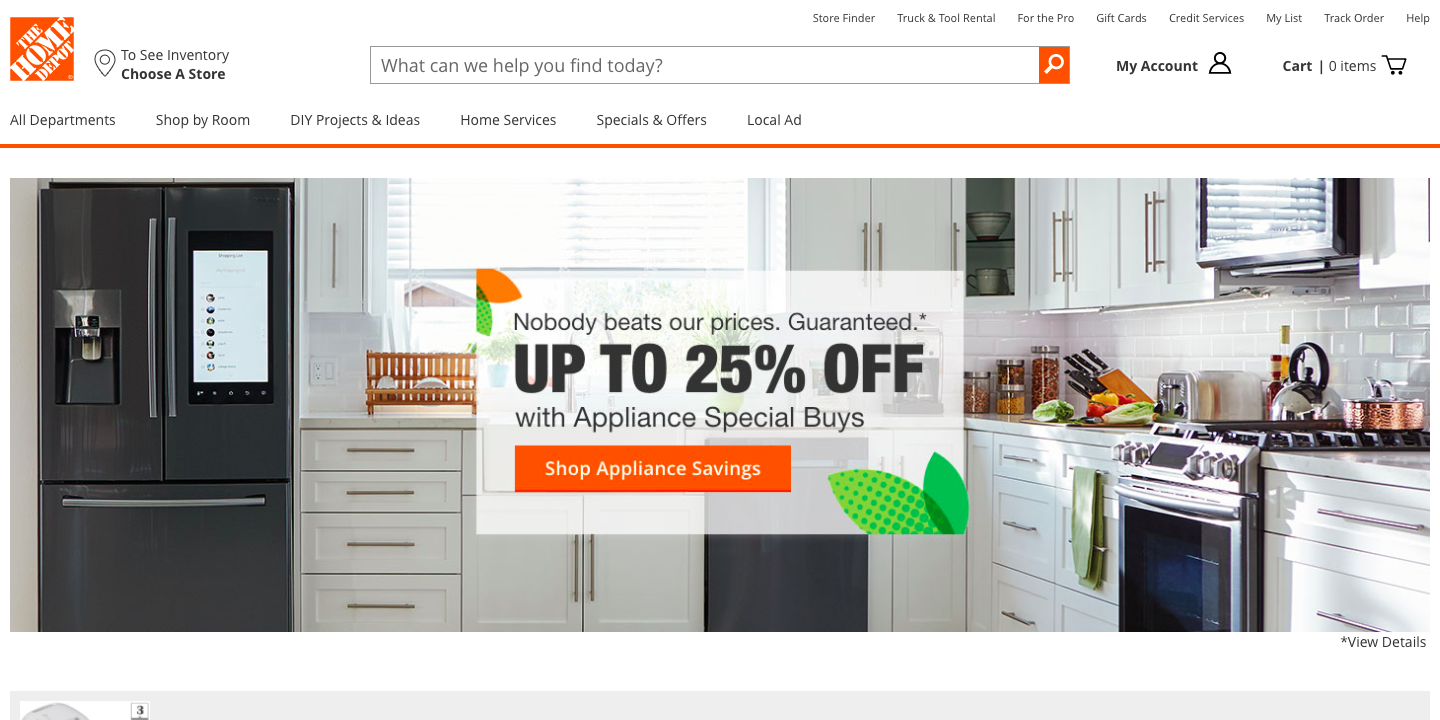 Store Finder Truck & Tool Rental For the Pro Gift Cards Credit Services My List Track Order Help
THE HOME DEPOT
To See Inventory
Choose A Store
What can we help you find today?
My Account
Cart | 0 items
All Departments Shop by Room DIY Projects & Ideas Home Services Specials & Offers Local Ad
Shopping List
Nobody beats our prices. Guaranteed.*
UP TO 25% OFF
with Appliance Special Buys
Shop Appliance Savings
*View Details
3